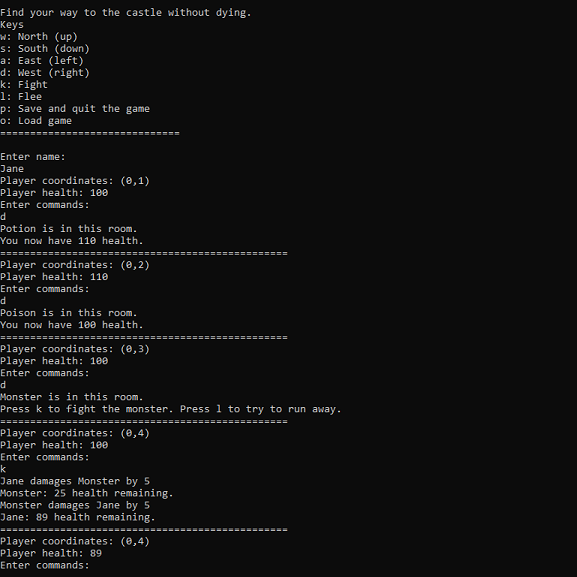 Find your way to the castle without dying.
Keys
w: North (up)
s: South (down)
a: East (left)
d: West (right)
k: Fight
l: Flee
p: Save and quit the game
o: Load game
==============================
Enter name:
Jane
Player coordinates: (0,1)
Player health: 100
Enter commands:
d
Potion is in this room.
You now have 110 health.
================================================
Player coordinates: (0,2)
Player health: 110
Enter commands:
d
Poison is in this room.
You now have 100 health.
================================================
Player coordinates: (0,3)
Player health: 100
Enter commands:
d
Monster is in this room.
Press k to fight the monster. Press l to try to run away.
================================================
Player coordinates: (0,4)
Player health: 100
Enter commands:
k
Jane damages Monster by 5
Monster: 25 health remaining.
Monster damages Jane by 5
Jane: 89 health remaining.
================================================
Player coordinates: (0,4)
Player health: 89
Enter commands: